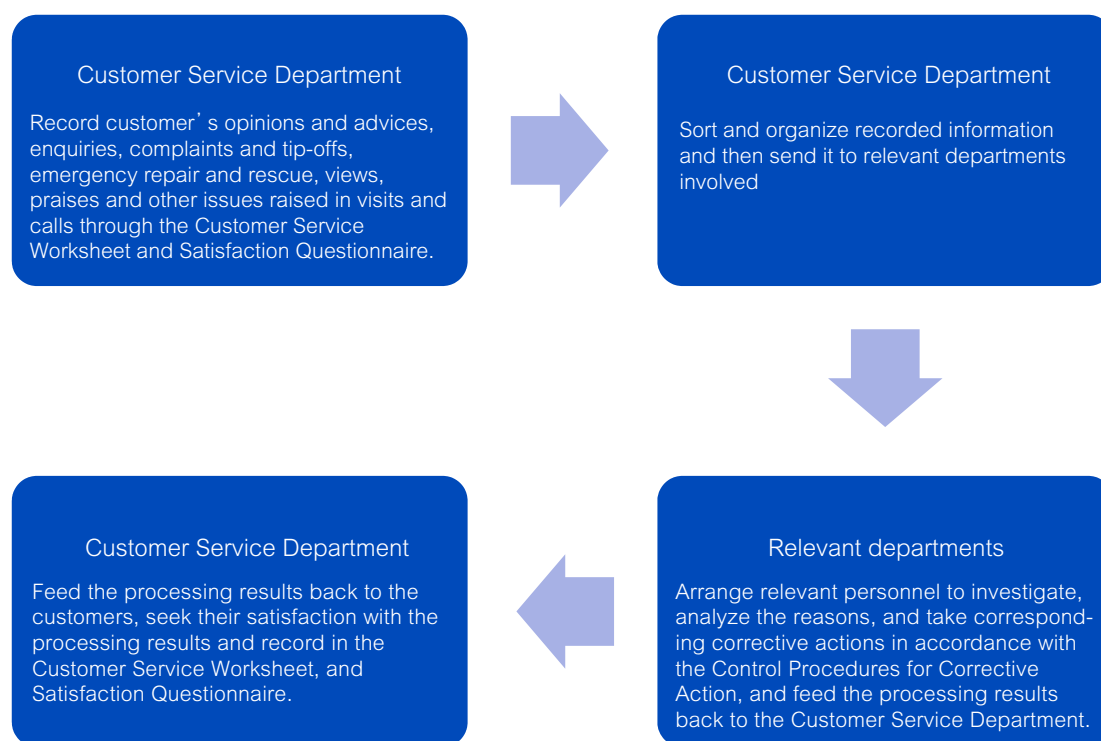 Customer Service Department
Record customer’s opinions and advices,
enquiries, complaints and tip-offs,
emergency repair and rescue, views,
praises and other issues raised in visits and
calls through the Customer Service
Worksheet and Satisfaction Questionnaire.
Customer Service Department
Sort and organize recorded information
and then send it to relevant departments
involved
Relevant departments
Arrange relevant personnel to investigate,
analyze the reasons, and take correspond-
ing corrective actions in accordance with
the Control Procedures for Corrective
Action, and feed the processing results
back to the Customer Service Department.
Customer Service Department
Feed the processing results back to the
customers, seek their satisfaction with the
processing results and record in the
Customer Service Worksheet, and
Satisfaction Questionnaire.